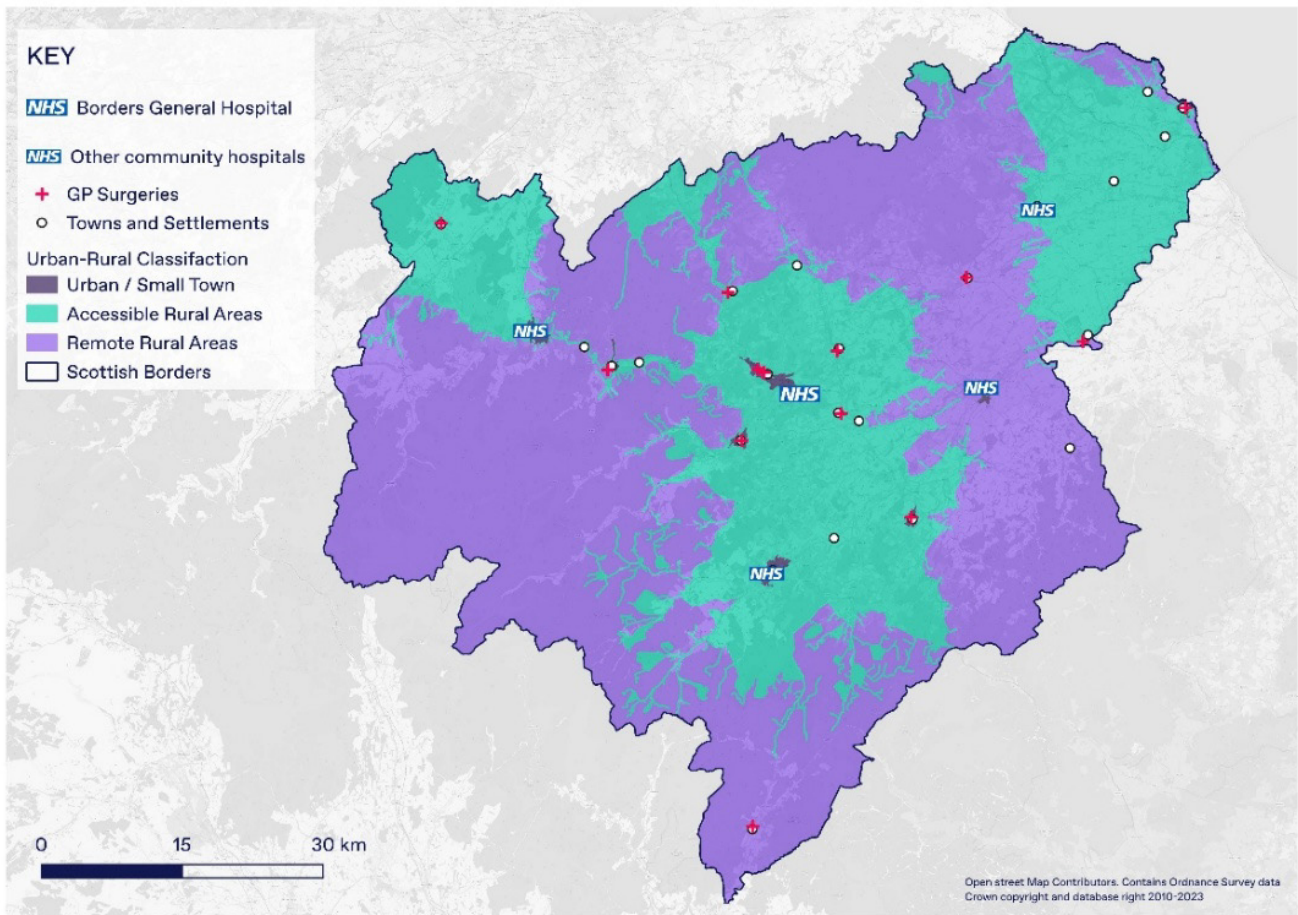 KEY
NHS Borders General Hospital
NHS Other community hospitals
GP Surgeries
Towns and Settlements
Urban-Rural Classifaction
Urban / Small Town
Accessible Rural Areas
Remote Rural Areas
Scottish Borders
NHS
NHS
NHS
NHS
NHS
0 15 30 km
Open street Map Contributors. Contains Ordnance Survey data
Crown copyright and database right 2010-2023